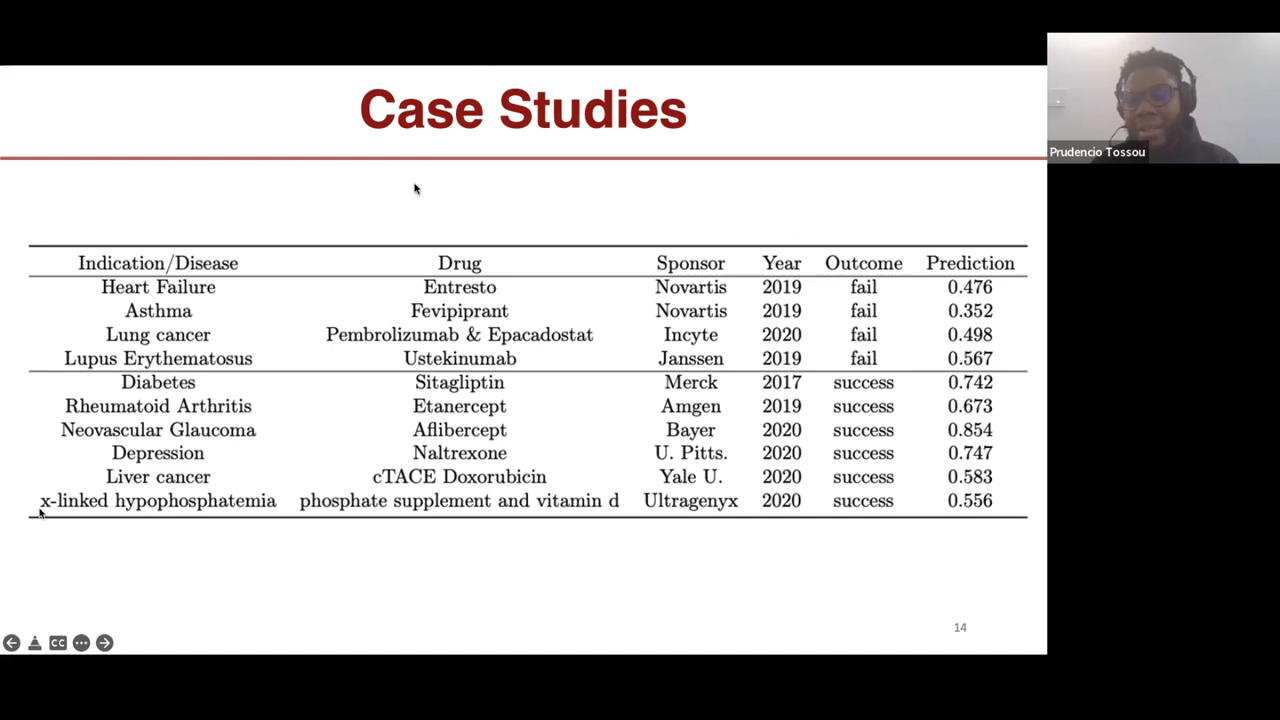 Case Studies
Prudencio Tossou
Indication/Disease Drug Sponsor Year Outcome Prediction
Heart Failure Entresto Novartis 2019 fail 0.476
Asthma Fevipiprant Novartis 2019 fail 0.352
Lung cancer Pembrolizumab & Epacadostat Incyte 2020 fail 0.498
Lupus Erythematosus Ustekinumab Janssen 2019 fail 0.567
Diabetes Sitagliptin Merck 2017 success 0.742
Rheumatoid Arthritis Etanercept Amgen 2019 success 0.673
Neovascular Glaucoma Aflibercept Bayer 2020 success 0.854
Depression Naltrexone U. Pitts. 2020 success 0.747
Liver cancer cTACE Doxorubicin Yale U. 2020 success 0.583
x-linked hypophosphatemia phosphate supplement and vitamin d Ultragenyx 2020 success 0.556
14
CC